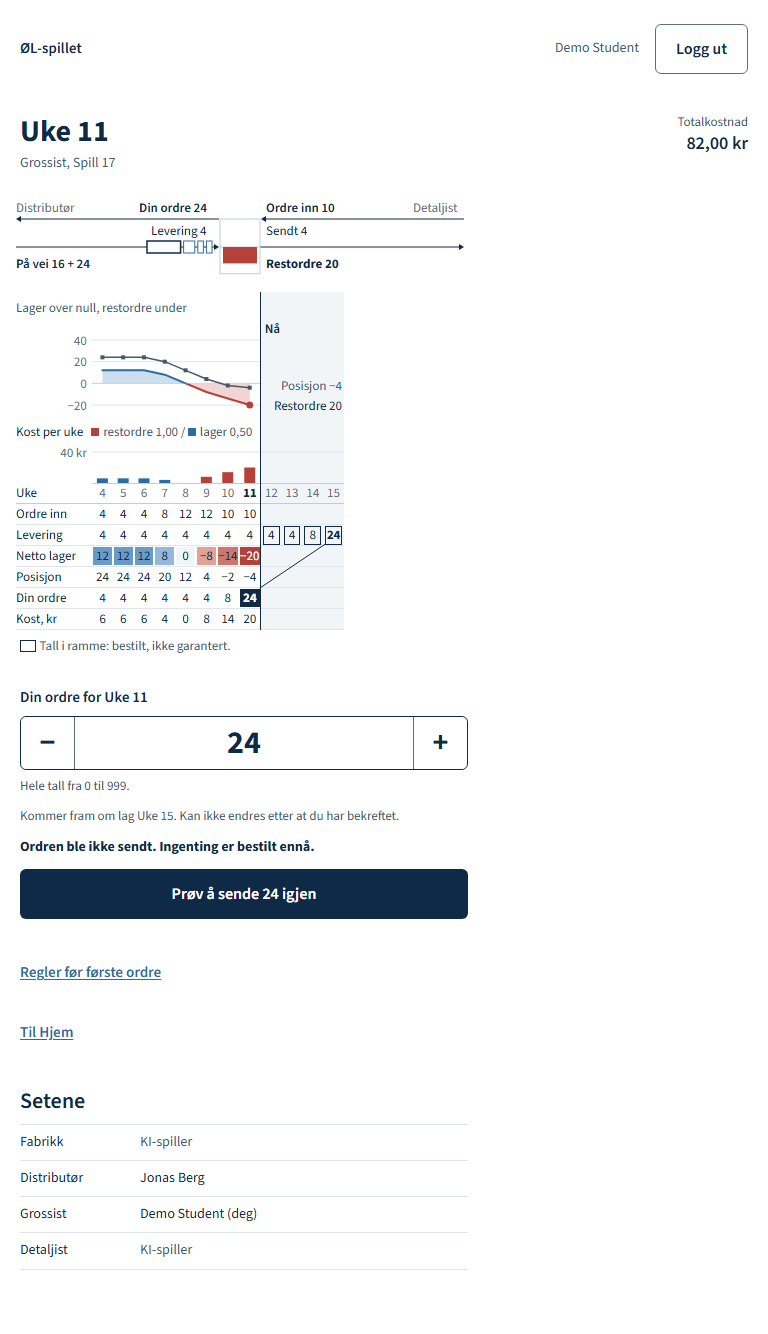 ØL-spillet
Demo Student
Logg ut
Uke 11
Totalkostnad
82,00 kr
Grossist, Spill 17
Distributør
Din ordre 24
Ordre inn 10
Detaljist
Levering 4
Sendt 4
På vei 16 + 24
Restordre 20
Lager over null, restordre under
Nå
40
20
0
−20
Posisjon −4
Restordre 20
Kost per uke restordre 1,00 / lager 0,50
40 kr
Uke 4 5 6 7 8 9 10 11 12 13 14 15
Ordre inn 4 4 4 8 12 12 10 10
Levering 4 4 4 4 4 4 4 4 4 4 8 24
Netto lager 12 12 12 8 0 −8 −14 −20
Posisjon 24 24 24 20 12 4 −2 −4
Din ordre 4 4 4 4 4 4 8 24
Kost, kr 6 6 6 4 0 8 14 20
Tall i ramme: bestilt, ikke garantert.
Din ordre for Uke 11
− 24 +
Hele tall fra 0 til 999.
Kommer fram om lag Uke 15. Kan ikke endres etter at du har bekreftet.
Ordren ble ikke sendt. Ingenting er bestilt ennå.
Prøv å sende 24 igjen
Regler før første ordre
Til Hjem
Setene
Fabrikk KI-spiller
Distributør Jonas Berg
Grossist Demo Student (deg)
Detaljist KI-spiller